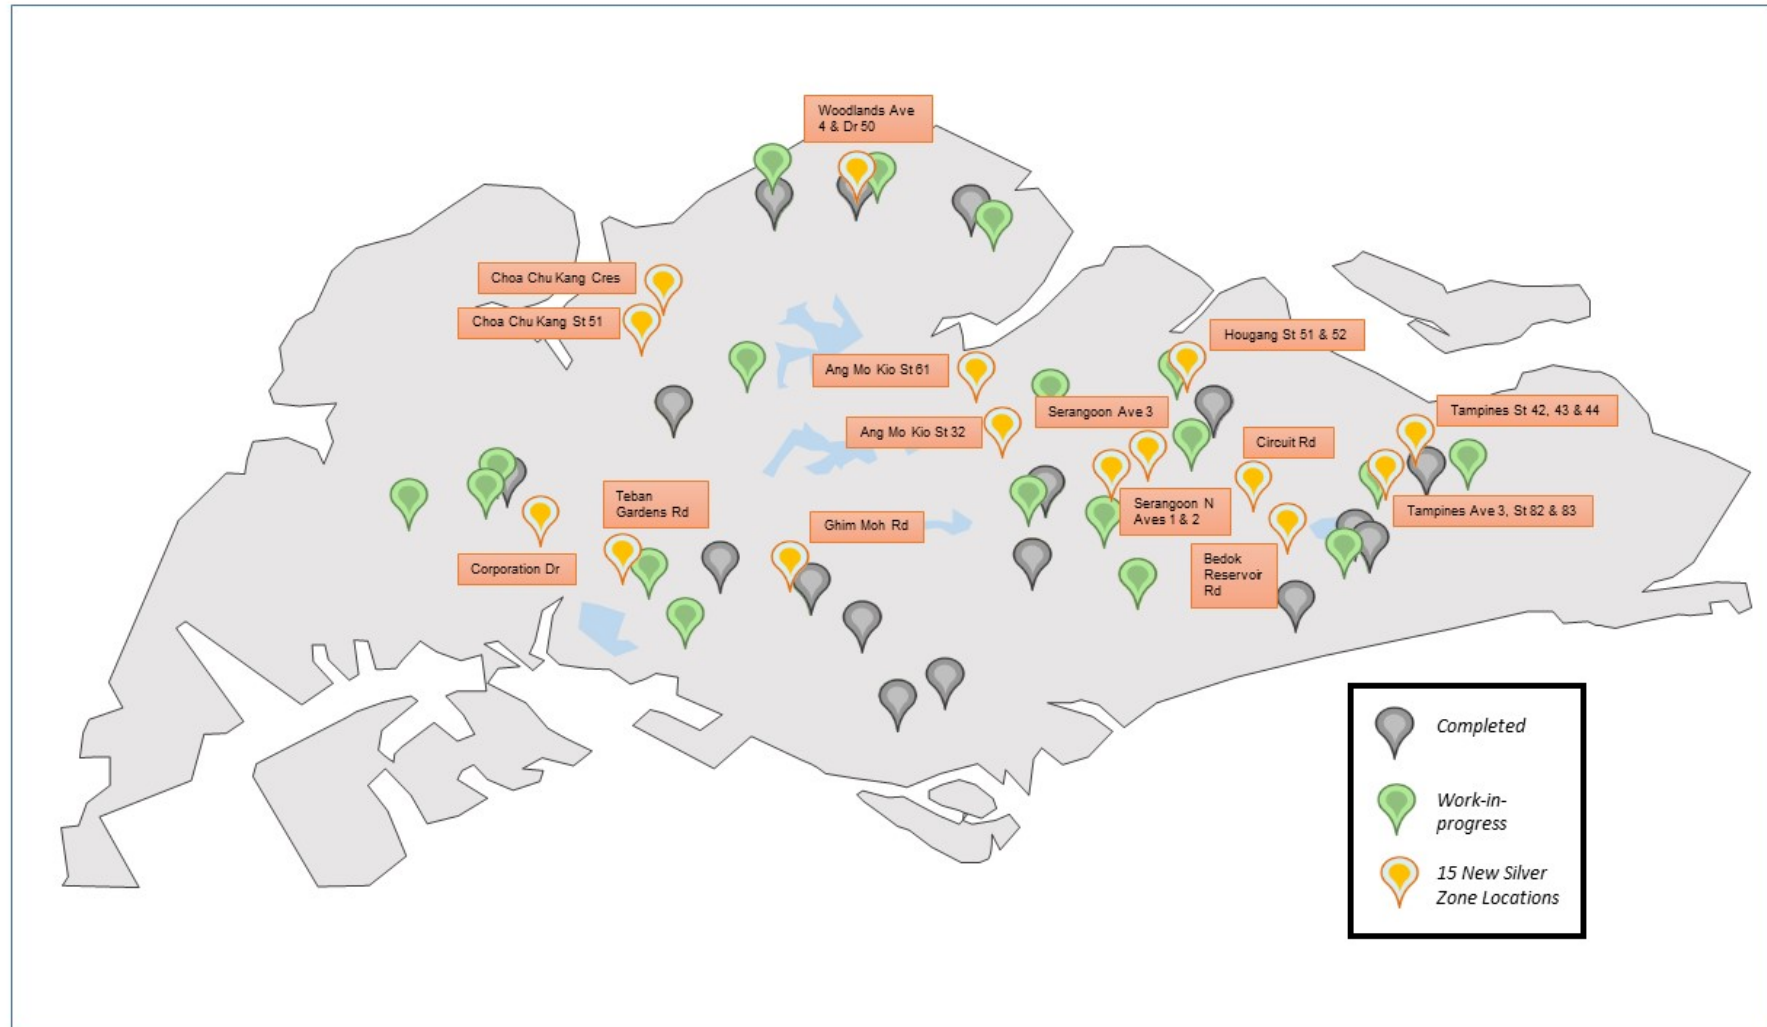 Woodlands Ave
4 & Dr 50
Choa Chu Kang Cres
Choa Chu Kang St 51
Hougang St 51 & 52
Ang Mo Kio St 61
Serangoon Ave 3
Tampines St 42, 43 & 44
Ang Mo Kio St 32
Circuit Rd
Teban
Gardens Rd
Ghim Moh Rd
Serangoon N
Aves 1 & 2
Tampines Ave 3, St 82 & 83
Corporation Dr
Bedok
Reservoir
Rd
Completed
Work-in-
progress
15 New Silver
Zone Locations